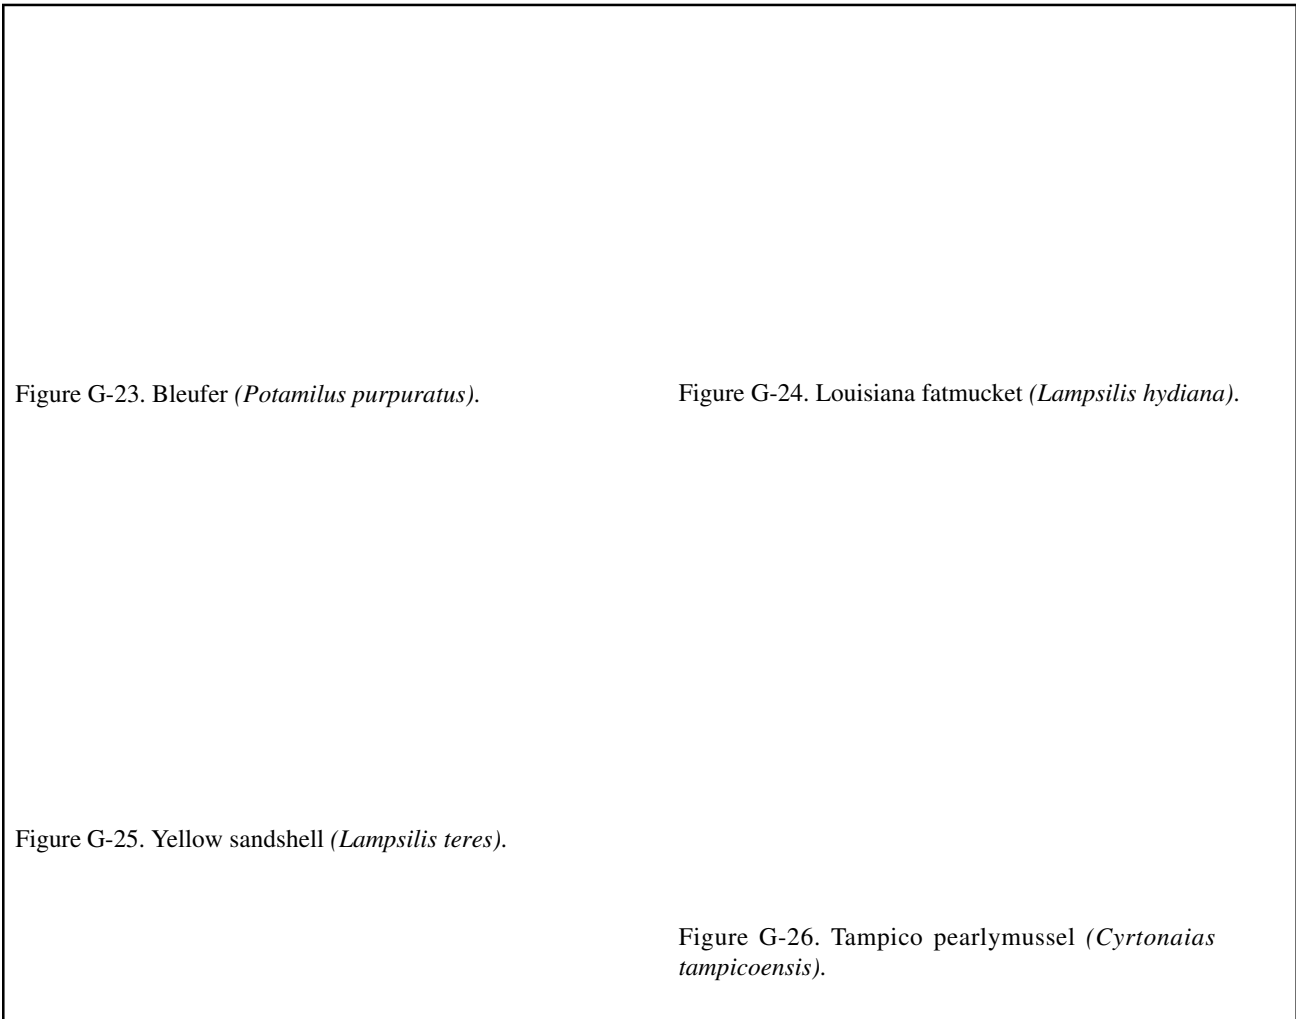 Figure G-23. Bleufer (Potamilus purpuratus).
Figure G-24. Louisiana fatmucket (Lampsilis hydiana).
Figure G-25. Yellow sandshell (Lampsilis teres).
Figure G-26. Tampico pearlymussel (Cyrtonaias
tampicoensis).